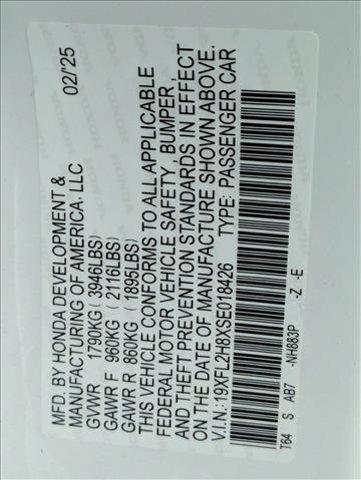 MFD. BY HONDA DEVELOPMENT &
MANUFACTURING OF AMERICA, LLC 02/'25
GVWR 1790KG ( 3946LBS)
GAWR F 960KG ( 2116LBS)
GAWR R 860KG ( 1895LBS)
THIS VEHICLE CONFORMS TO ALL APPLICABLE
FEDERAL MOTOR VEHICLE SAFETY, BUMPER,
AND THEFT PREVENTION STANDARDS IN EFFECT
ON THE DATE OF MANUFACTURE SHOWN ABOVE.
V.I.N.:19XFL2H8XSE018426 TYPE: PASSENGER CAR
T64 S AB7 -NH883P -Z -E